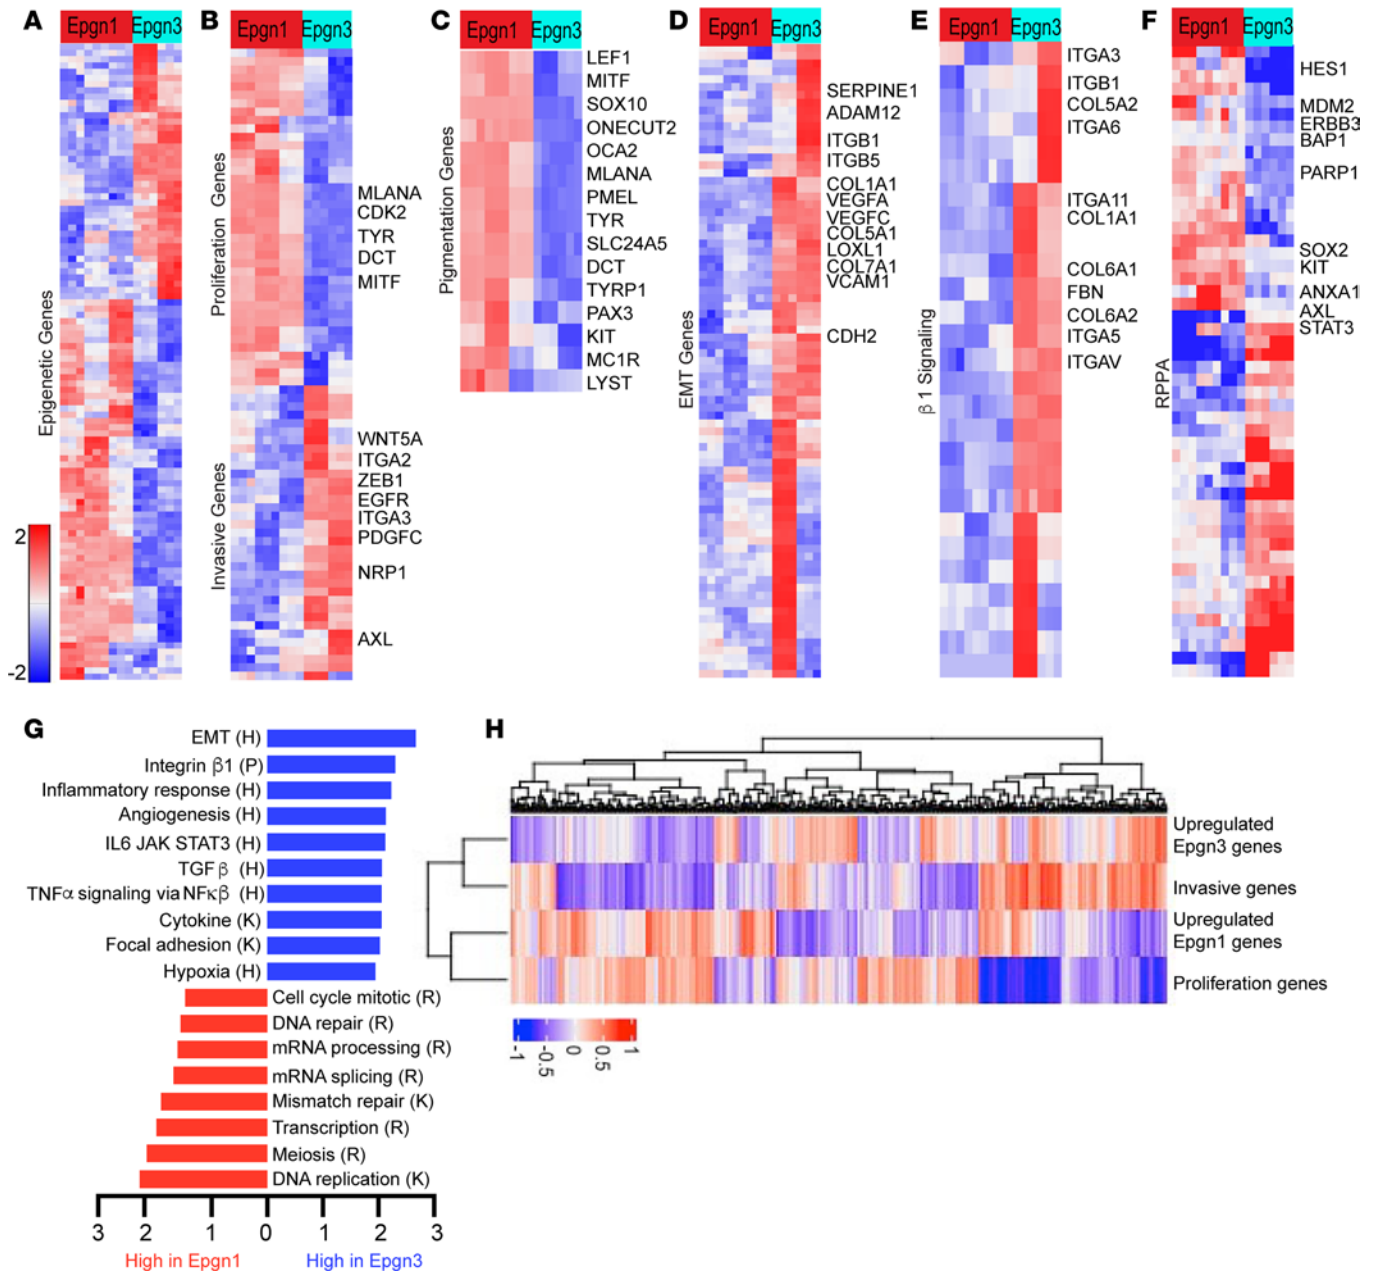 A
Epgn1
Epgn3
Epigenetic Genes
2
-2
B
Epgn1
Epgn3
Proliferation Genes
Invasive Genes
MLANA
CDK2
TYR
DCT
MITF
WNT5A
ITGA2
ZEB1
EGFR
ITGA3
PDGFC
NRP1
AXL
C
Epgn1
Epgn3
Pigmentation Genes
LEF1
MITF
SOX10
ONECUT2
OCA2
MLANA
PMEL
TYR
SLC24A5
DCT
TYRP1
PAX3
KIT
MC1R
LYST
D
Epgn1
Epgn3
EMT Genes
SERPINE1
ADAM12
ITGB1
ITGB5
COL1A1
VEGFA
VEGFC
COL5A1
LOXL1
COL7A1
VCAM1
CDH2
E
Epgn1
Epgn3
β 1 Signaling
ITGA3
ITGB1
COL5A2
ITGA6
ITGA11
COL1A1
COL6A1
FBN
COL6A2
ITGA5
ITGAV
F
Epgn1
Epgn3
RPPA
HES1
MDM2
ERBB3
BAP1
PARP1
SOX2
KIT
ANXA1
AXL
STAT3
G
EMT (H)
Integrin β1 (P)
Inflammatory response (H)
Angiogenesis (H)
IL6 JAK STAT3 (H)
TGFβ (H)
TNFα signaling via NFκβ (H)
Cytokine (K)
Focal adhesion (K)
Hypoxia (H)
Cell cycle mitotic (R)
DNA repair (R)
mRNA processing (R)
mRNA splicing (R)
Mismatch repair (K)
Transcription (R)
Meiosis (R)
DNA replication (K)
3 2 1 0 1 2 3
High in Epgn1
High in Epgn3
H
Upregulated
Epgn3 genes
Invasive genes
Upregulated
Epgn1 genes
Proliferation genes
-1 -0.5 0 0.5 1